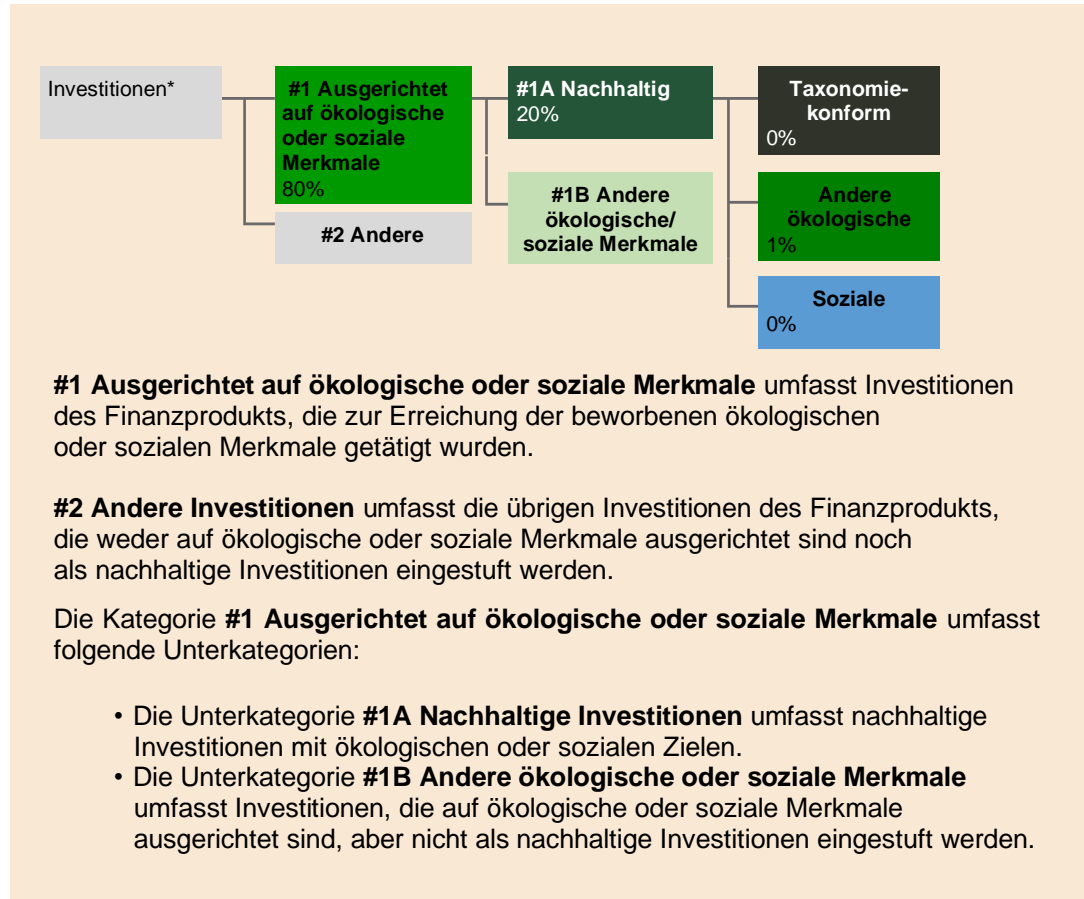 Investitionen*
#1 Ausgerichtet
auf ökologische
oder soziale
Merkmale
80%
#2 Andere
#1A Nachhaltig
20%
#1B Andere
ökologische/
soziale Merkmale
Taxonomie-
konform
0%
Andere
ökologische
1%
Soziale
0%
#1 Ausgerichtet auf ökologische oder soziale Merkmale umfasst Investitionen
des Finanzprodukts, die zur Erreichung der beworbenen ökologischen
oder sozialen Merkmale getätigt wurden.
#2 Andere Investitionen umfasst die übrigen Investitionen des Finanzprodukts,
die weder auf ökologische oder soziale Merkmale ausgerichtet sind noch
als nachhaltige Investitionen eingestuft werden.
Die Kategorie #1 Ausgerichtet auf ökologische oder soziale Merkmale umfasst
folgende Unterkategorien:
• Die Unterkategorie #1A Nachhaltige Investitionen umfasst nachhaltige
Investitionen mit ökologischen oder sozialen Zielen.
• Die Unterkategorie #1B Andere ökologische oder soziale Merkmale
umfasst Investitionen, die auf ökologische oder soziale Merkmale
ausgerichtet sind, aber nicht als nachhaltige Investitionen eingestuft werden.